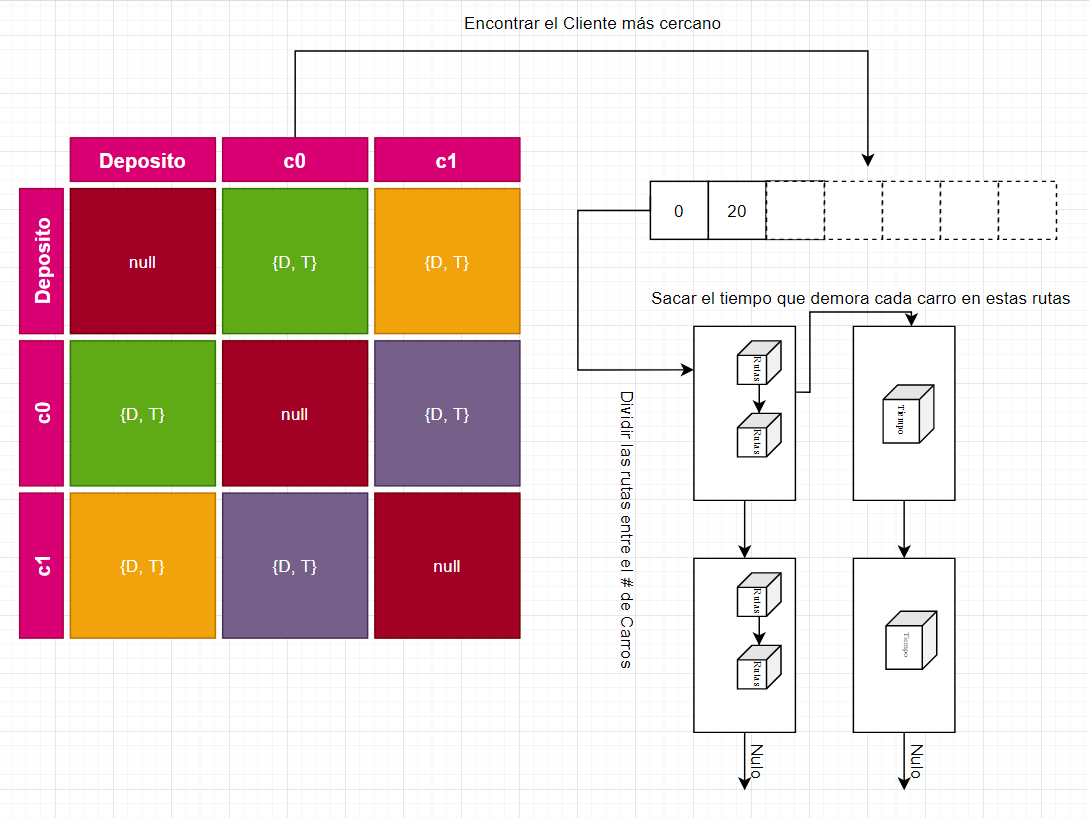 Encontrar el Cliente más cercano
Deposito
c0
c1
Deposito
null
{D, T}
{D, T}
c0
{D, T}
null
{D, T}
c1
{D, T}
{D, T}
null
0
20
Sacar el tiempo que demora cada carro en estas rutas
Dividir las rutas entre el # de Carros
Rutas
Rutas
Tiempo
Rutas
Rutas
Tiempo
Nulo
Nulo